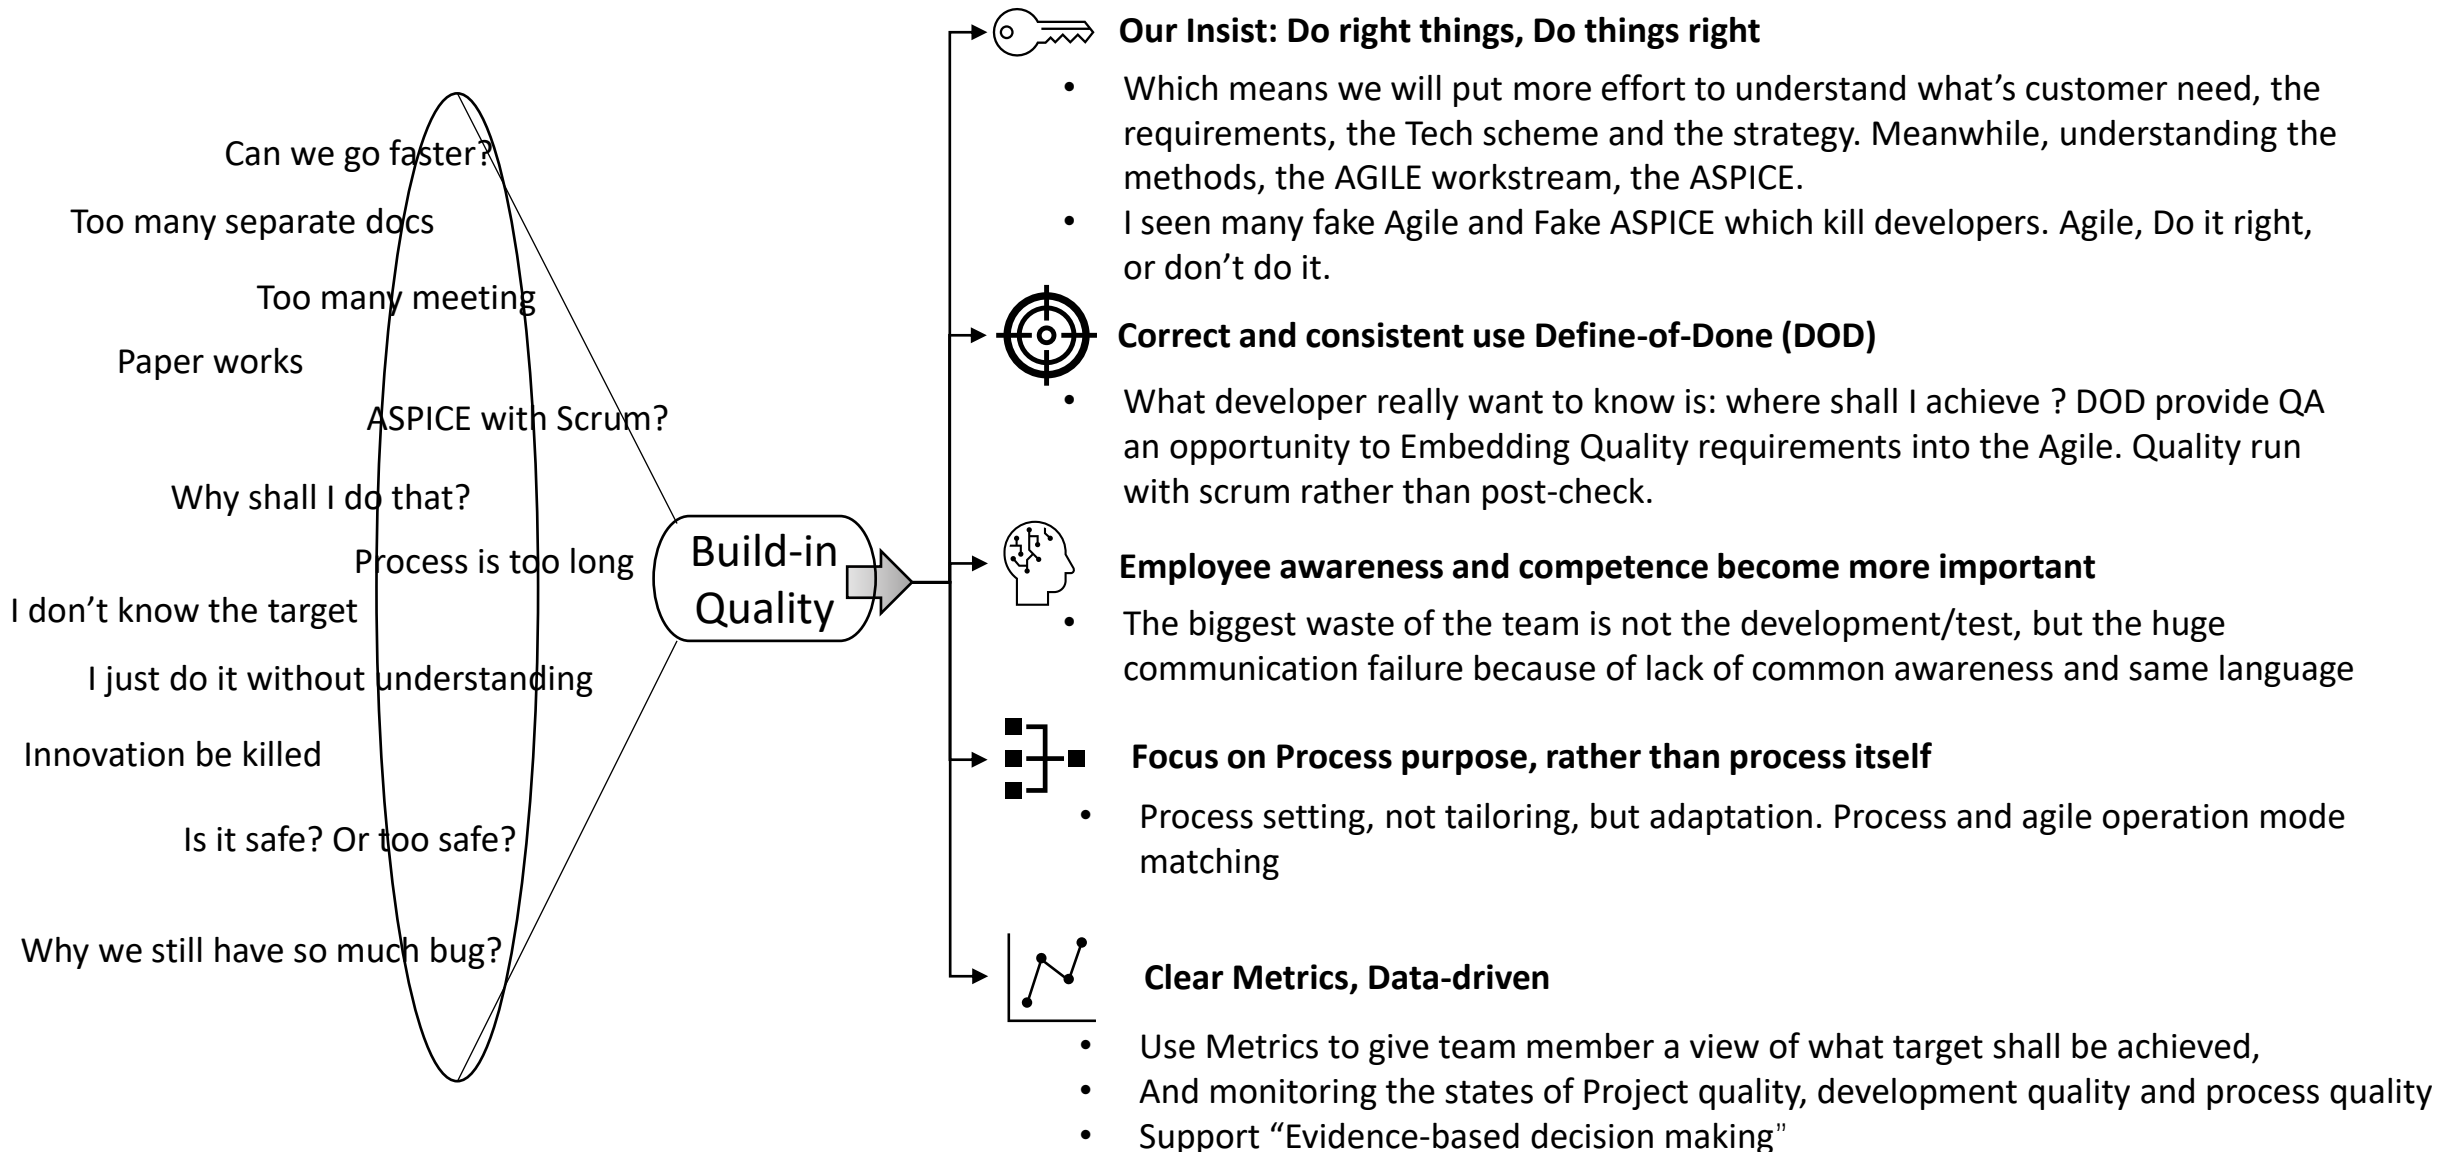 Can we go faster?
Too many separate docs
Too many meeting
Paper works
ASPICE with Scrum?
Why shall I do that?
Process is too long
I don’t know the target
I just do it without understanding
Innovation be killed
Is it safe? Or too safe?
Why we still have so much bug?
Build-in
Quality
Our Insist: Do right things, Do things right
• Which means we will put more effort to understand what’s customer need, the
requirements, the Tech scheme and the strategy. Meanwhile, understanding the
methods, the AGILE workstream, the ASPICE.
• I seen many fake Agile and Fake ASPICE which kill developers. Agile, Do it right,
or don’t do it.
Correct and consistent use Define-of-Done (DOD)
• What developer really want to know is: where shall I achieve ? DOD provide QA
an opportunity to Embedding Quality requirements into the Agile. Quality run
with scrum rather than post-check.
Employee awareness and competence become more important
• The biggest waste of the team is not the development/test, but the huge
communication failure because of lack of common awareness and same language
Focus on Process purpose, rather than process itself
• Process setting, not tailoring, but adaptation. Process and agile operation mode
matching
Clear Metrics, Data-driven
• Use Metrics to give team member a view of what target shall be achieved,
• And monitoring the states of Project quality, development quality and process quality
• Support “Evidence-based decision making”